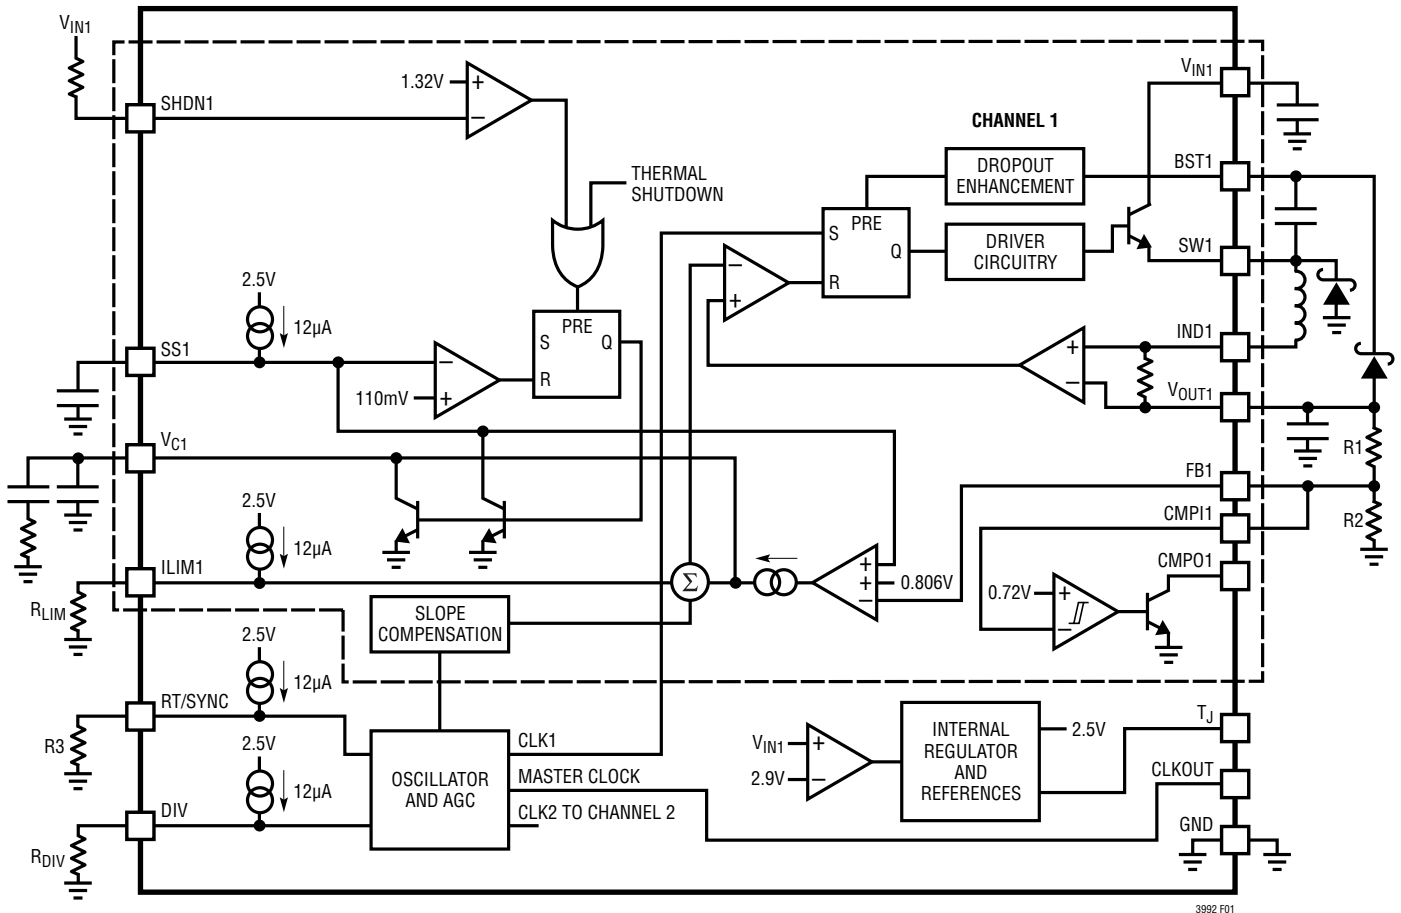 VIN1
SHDN1
1.32V
+
−
THERMAL
SHUTDOWN
CHANNEL 1
VIN1
DROPOUT
ENHANCEMENT
BST1
PRE
S
Q
R
DRIVER
CIRCUITRY
SW1
−
+
2.5V
12µA
SS1
−
110mV
+
PRE
S
Q
R
IND1
+
−
VOUT1
VC1
R1
FB1
2.5V
12µA
CMPI1
R2
ILIM1
RLIM
Σ
+
+
−
0.806V
CMPO1
0.72V
+
−
SLOPE
COMPENSATION
2.5V
12µA
RT/SYNC
R3
2.5V
12µA
DIV
RDIV
OSCILLATOR
AND AGC
CLK1
MASTER CLOCK
CLK2 TO CHANNEL 2
VIN1
+
2.9V
−
INTERNAL
REGULATOR
AND
REFERENCES
2.5V
TJ
CLKOUT
GND
3992 F01